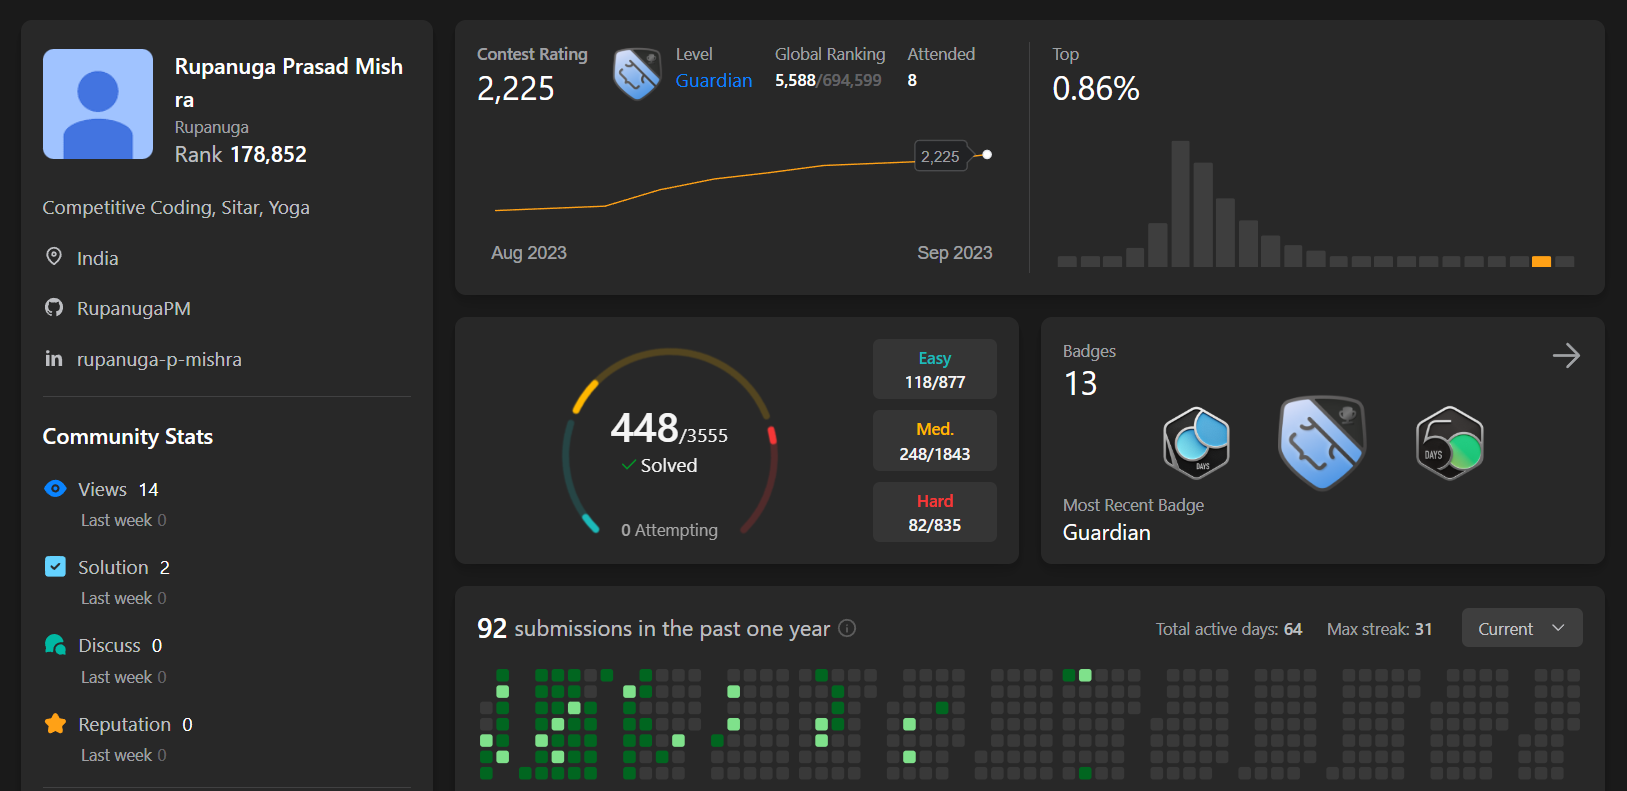 Rupanuga Prasad Mish
ra
Rupanuga
Rank 178,852
Competitive Coding, Sitar, Yoga
India
RupanugaPM
in rupanuga-p-mishra
Community Stats
Views 14
Last week 0
Solution 2
Last week 0
Discuss 0
Last week 0
Reputation 0
Last week 0
Contest Rating
2,225
Level
Guardian
Global Ranking
5,588/694,599
Attended
8
2,225
Aug 2023 Sep 2023
Top
0.86%
448/3555
Solved
0 Attempting
Easy
118/877
Med.
248/1843
Hard
82/835
Badges
13
DAYS
DAYS
Most Recent Badge
Guardian
92 submissions in the past one year
Total active days: 64 Max streak: 31 Current